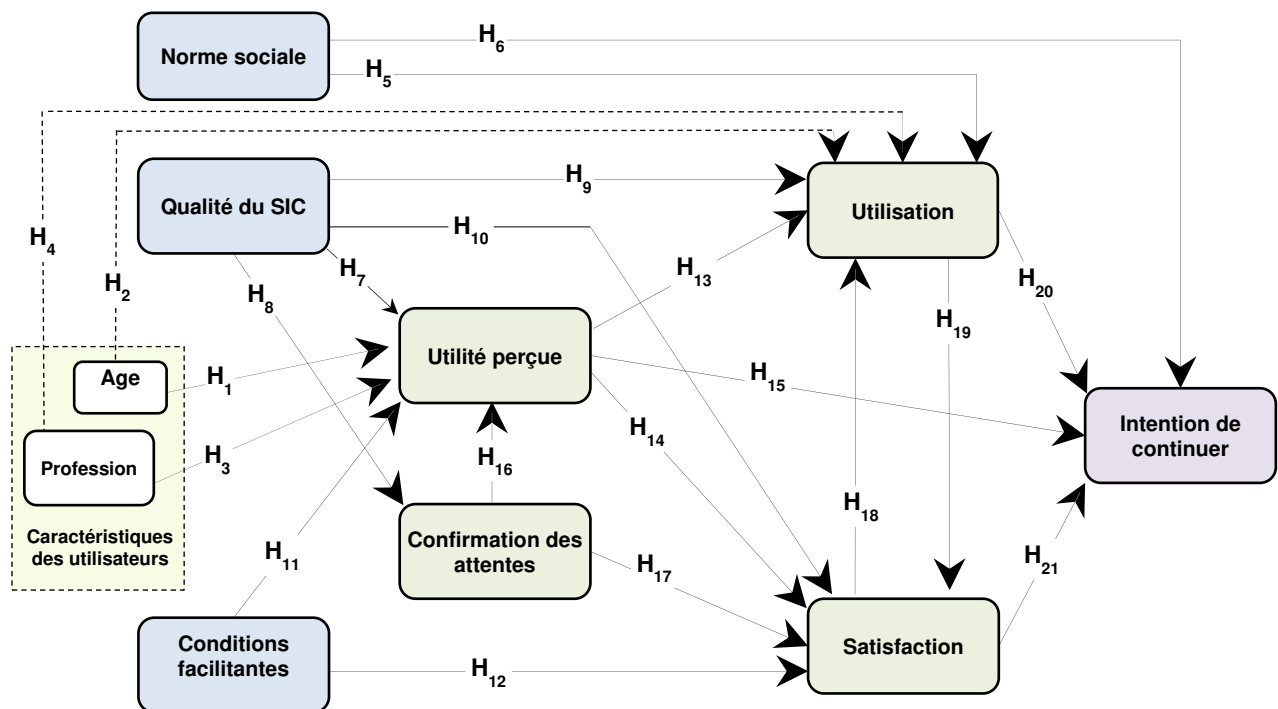 Norme sociale
H6
H5
Qualité du SIC
H9
H10
Utilisation
H4
H2
H7
H8
H13
H20
H19
Utilité perçue
Age
H1
H15
Intention de
continuer
H14
Profession
H3
H16
H18
Caractéristiques
des utilisateurs
Confirmation des
attentes
H11
H17
H21
Conditions
facilitantes
H12
Satisfaction